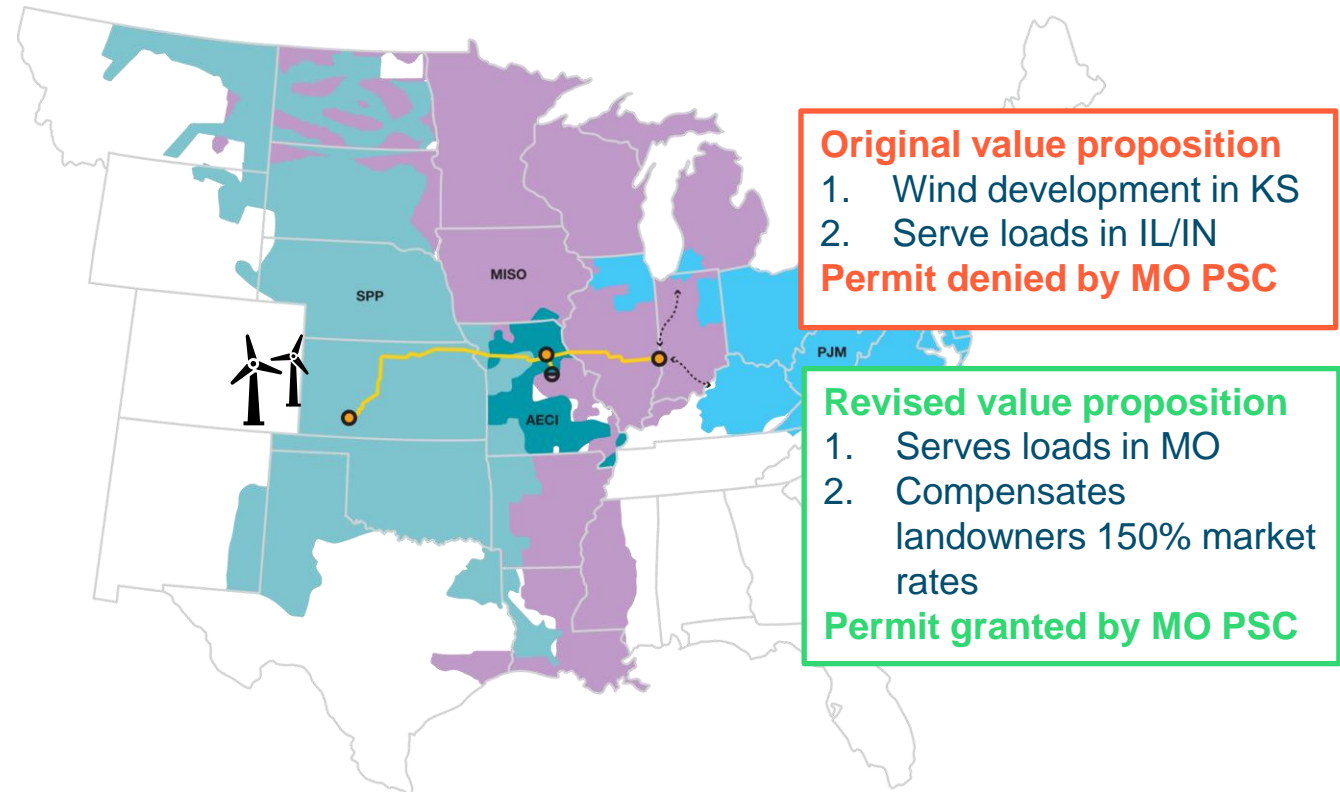 Original value proposition
1. Wind development in KS
2. Serve loads in IL/IN
Permit denied by MO PSC
MISO
SPP
PJM
AECI
Revised value proposition
1. Serves loads in MO
2. Compensates
landowners 150% market
rates
Permit granted by MO PSC